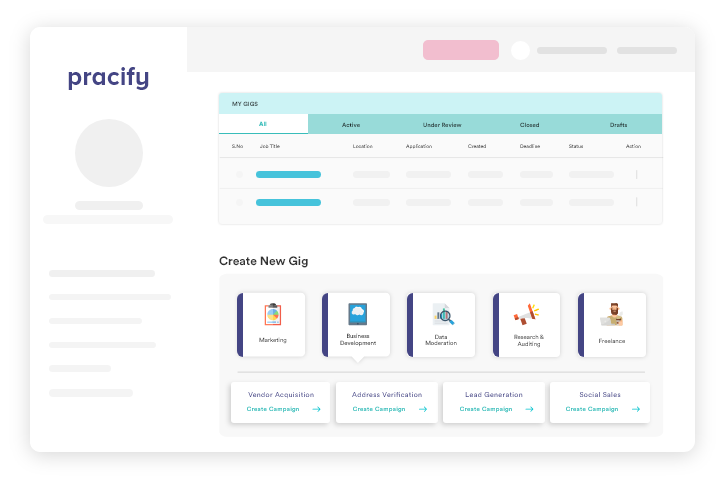 pracify
MY GIGS
All Active Under Review Closed Drafts
S.No Job Title Location Application Created Deadline Status Action
Create New Gig
Marketing
Business
Development
Data
Moderation
Research &
Auditing
Freelance
Vendor Acquisition Address Verification Lead Generation Social Sales
Create Campaign Create Campaign Create Campaign Create Campaign